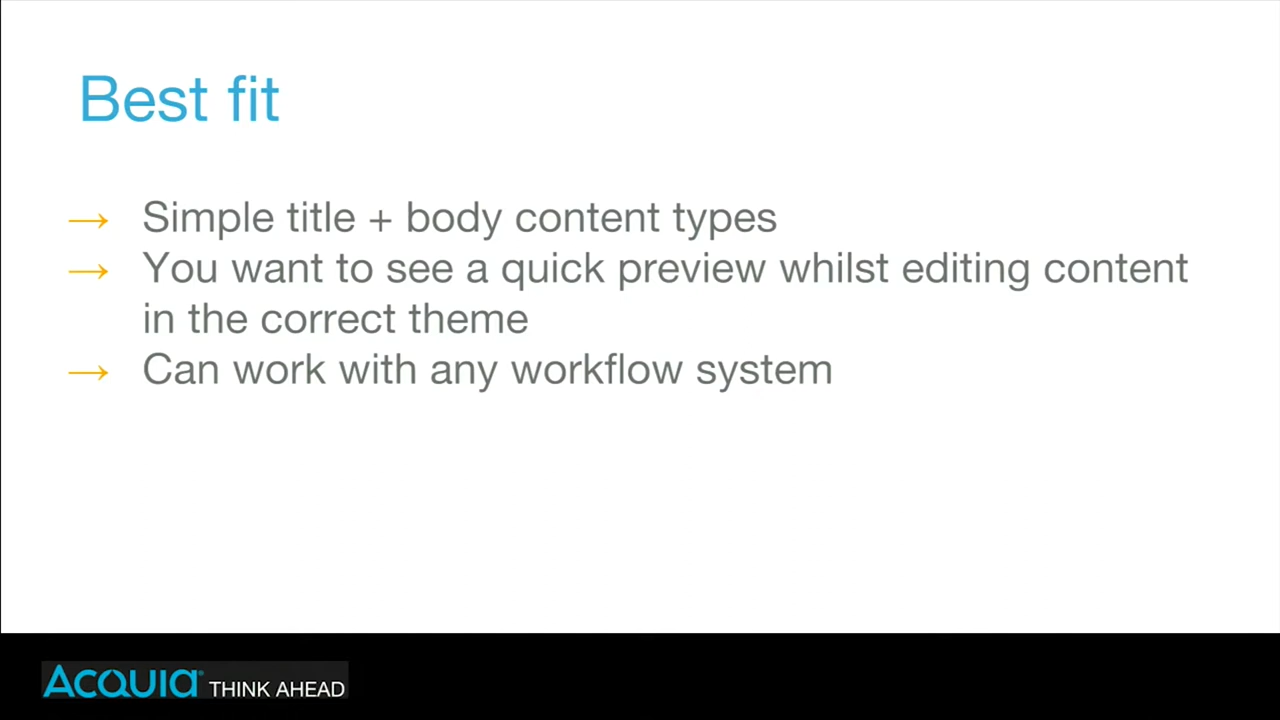 Best fit
→ Simple title + body content types
→ You want to see a quick preview whilst editing content
in the correct theme
→ Can work with any workflow system
ACQUIA® THINK AHEAD